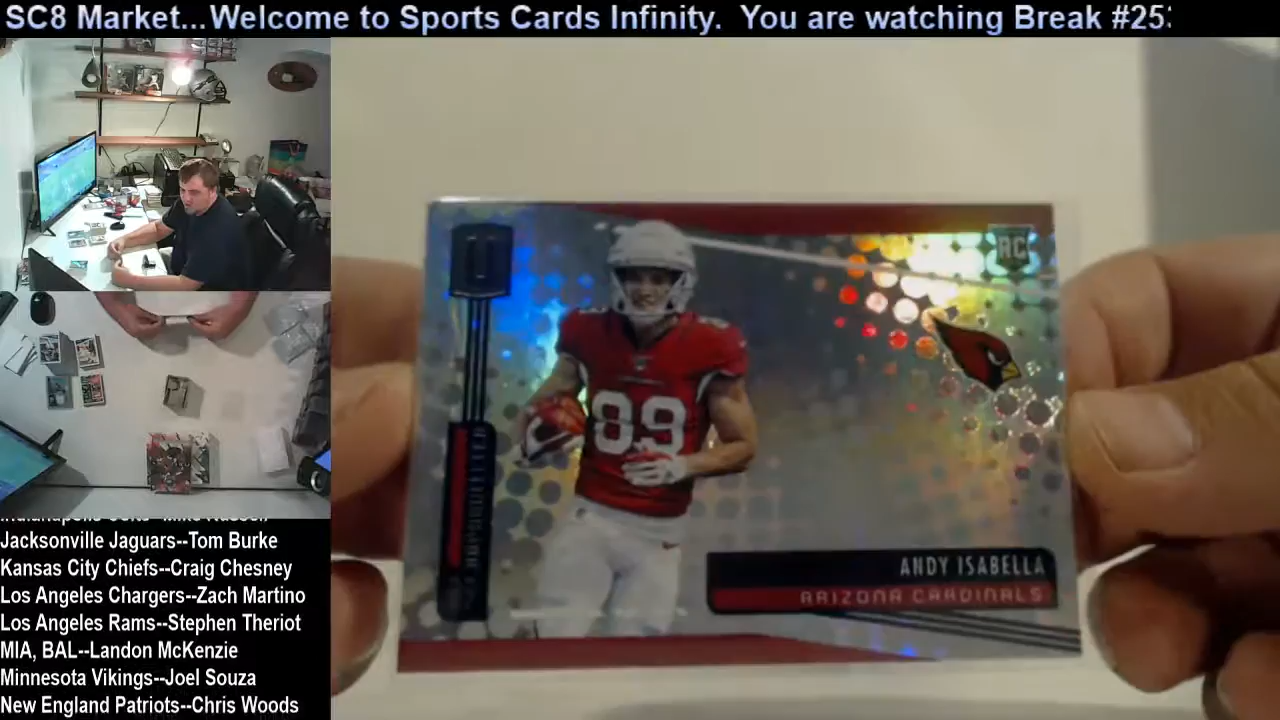 SC8 Market...Welcome to Sports Cards Infinity. You are watching Break #25
RC
89
UNPARALLELED
ANDY ISABELLA
ARIZONA CARDINALS
Jacksonville Jaguars--Tom Burke
Kansas City Chiefs--Craig Chesney
Los Angeles Chargers--Zach Martino
Los Angeles Rams--Stephen Theriot
MIA, BAL--Landon McKenzie
Minnesota Vikings--Joel Souza
New England Patriots--Chris Woods